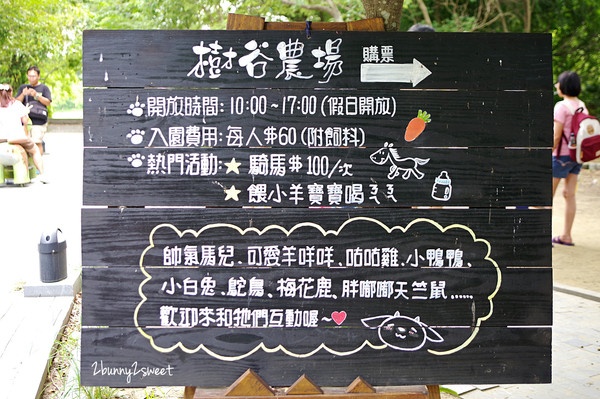 樹谷農場 購票
開放時間：10:00～17:00（假日開放）
入園費用：每人$60（附飼料）
熱門活動：★ 騎馬$100/次
★ 餵小羊寶寶喝ㄋㄋ
帥氣馬兒、可愛羊咩咩、咕咕雞、小鴨鴨、
小白兔、鴕鳥、梅花鹿、胖嘟嘟天竺鼠......
歡迎來和牠們互動喔～
2bunny2sweet